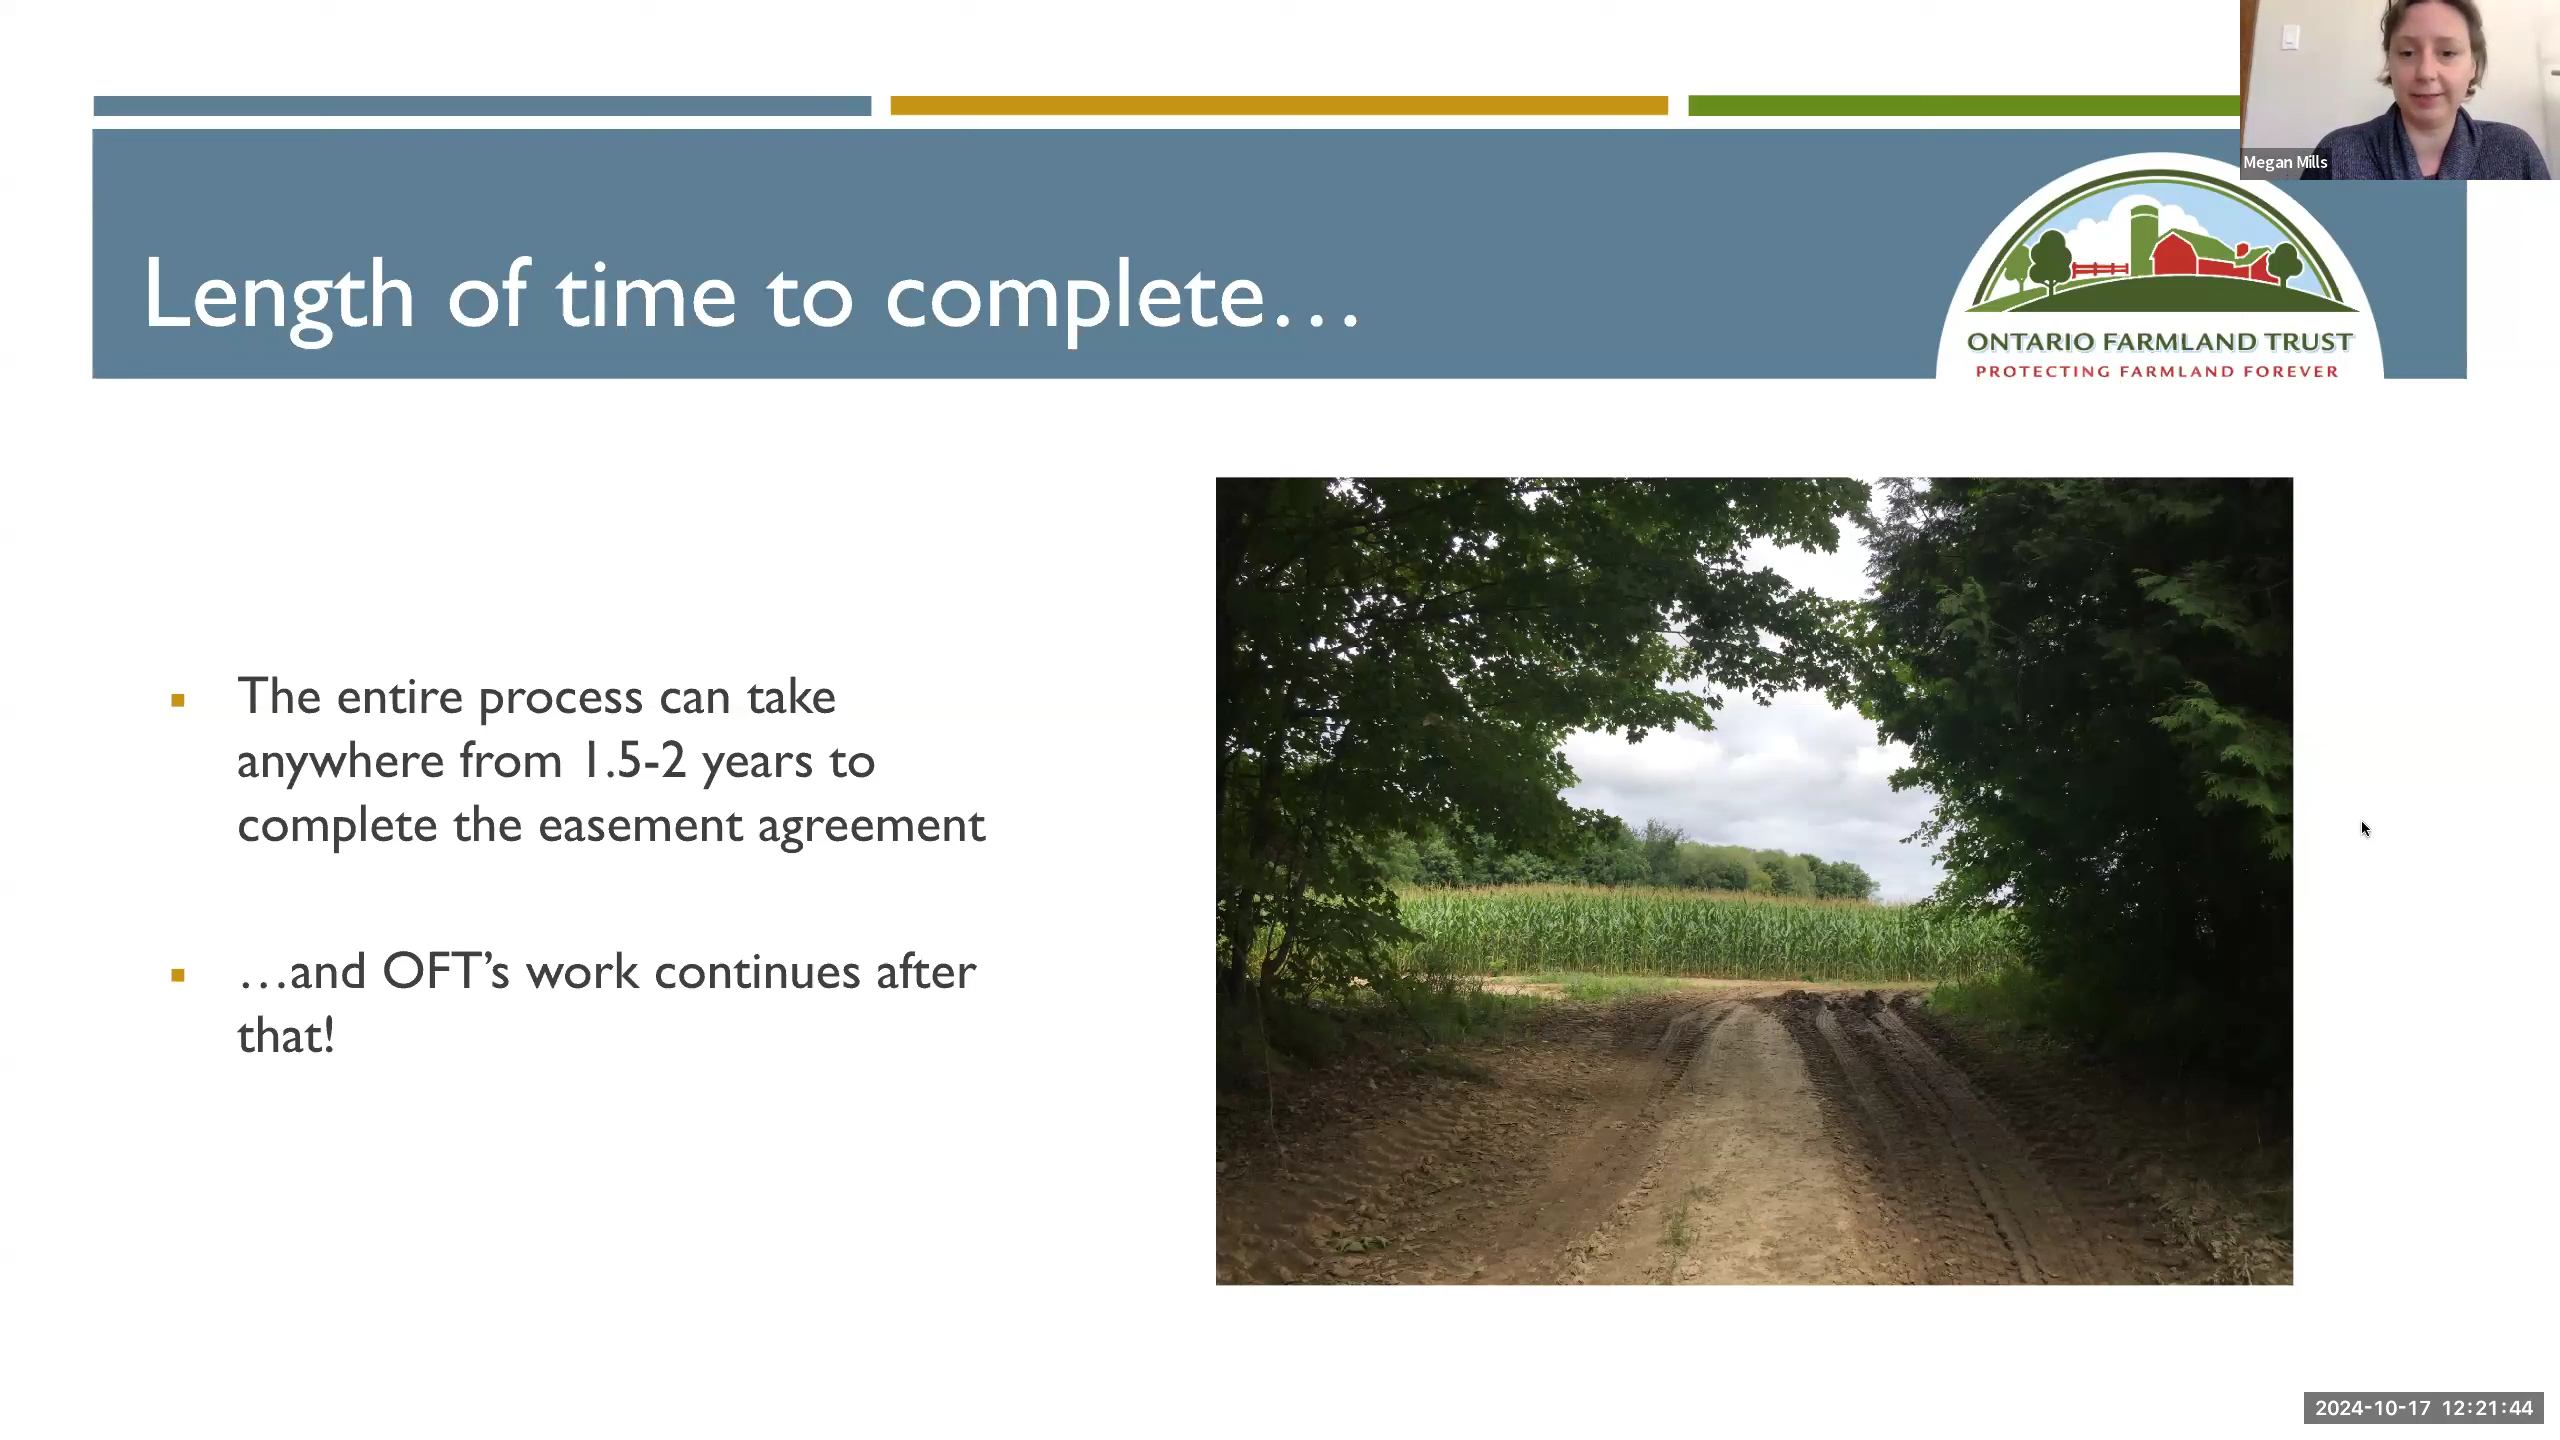 Megan Mills
Length of time to complete…
ONTARIO FARMLAND TRUST
PROTECTING FARMLAND FOREVER
▪ The entire process can take
anywhere from 1.5-2 years to
complete the easement agreement
▪ …and OFT’s work continues after
that!
2024-10-17 12:21:44